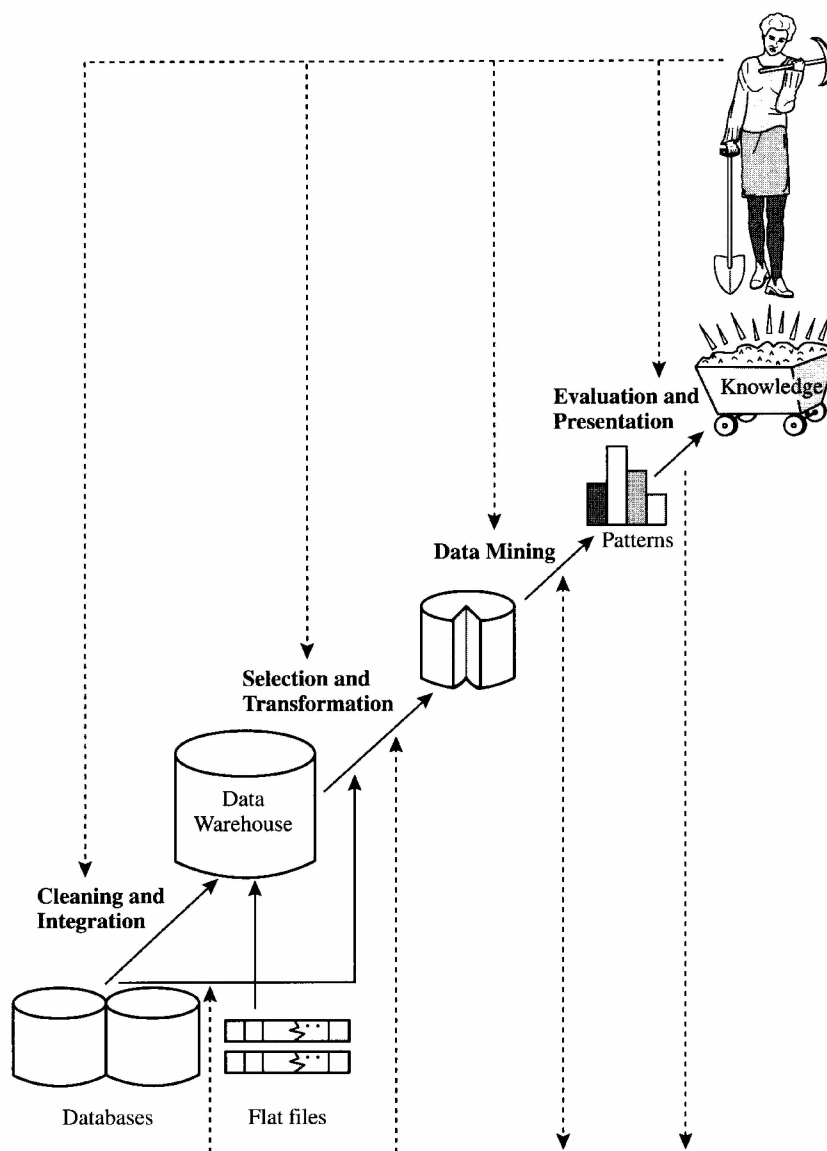 Knowledge
Evaluation and
Presentation
Patterns
Data Mining
Selection and
Transformation
Data
Warehouse
Cleaning and
Integration
Databases
Flat files